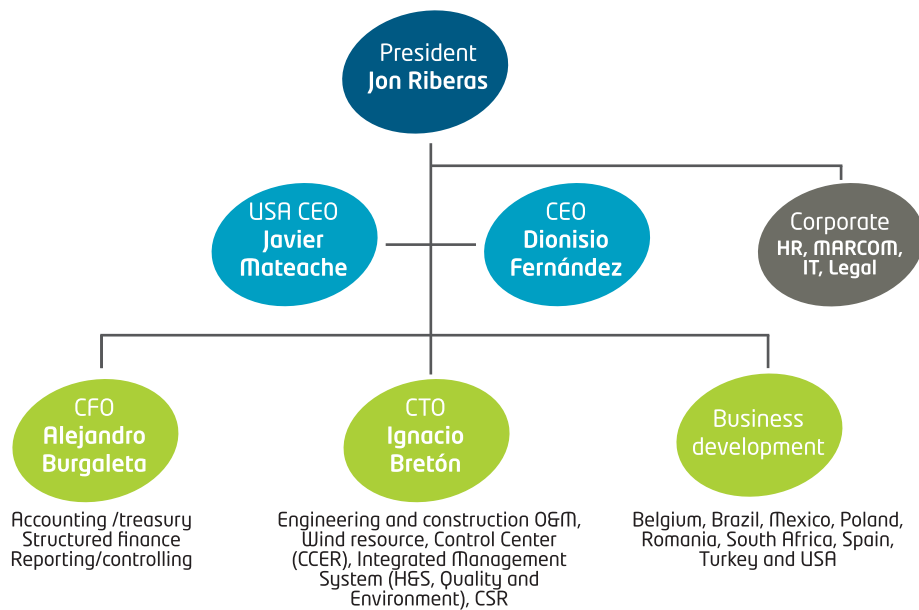 President
Jon Riberas
USA CEO
Javier
Mateache
CEO
Dionisio
Fernández
Corporate
HR, MARCOM,
IT, Legal
CFO
Alejandro
Burgaleta
CTO
Ignacio
Bretón
Business
development
Accounting /treasury
Structured finance
Reporting/controlling
Engineering and construction O&M,
Wind resource, Control Center
(CCER), Integrated Management
System (H&S, Quality and
Environment), CSR
Belgium, Brazil, Mexico, Poland,
Romania, South Africa, Spain,
Turkey and USA